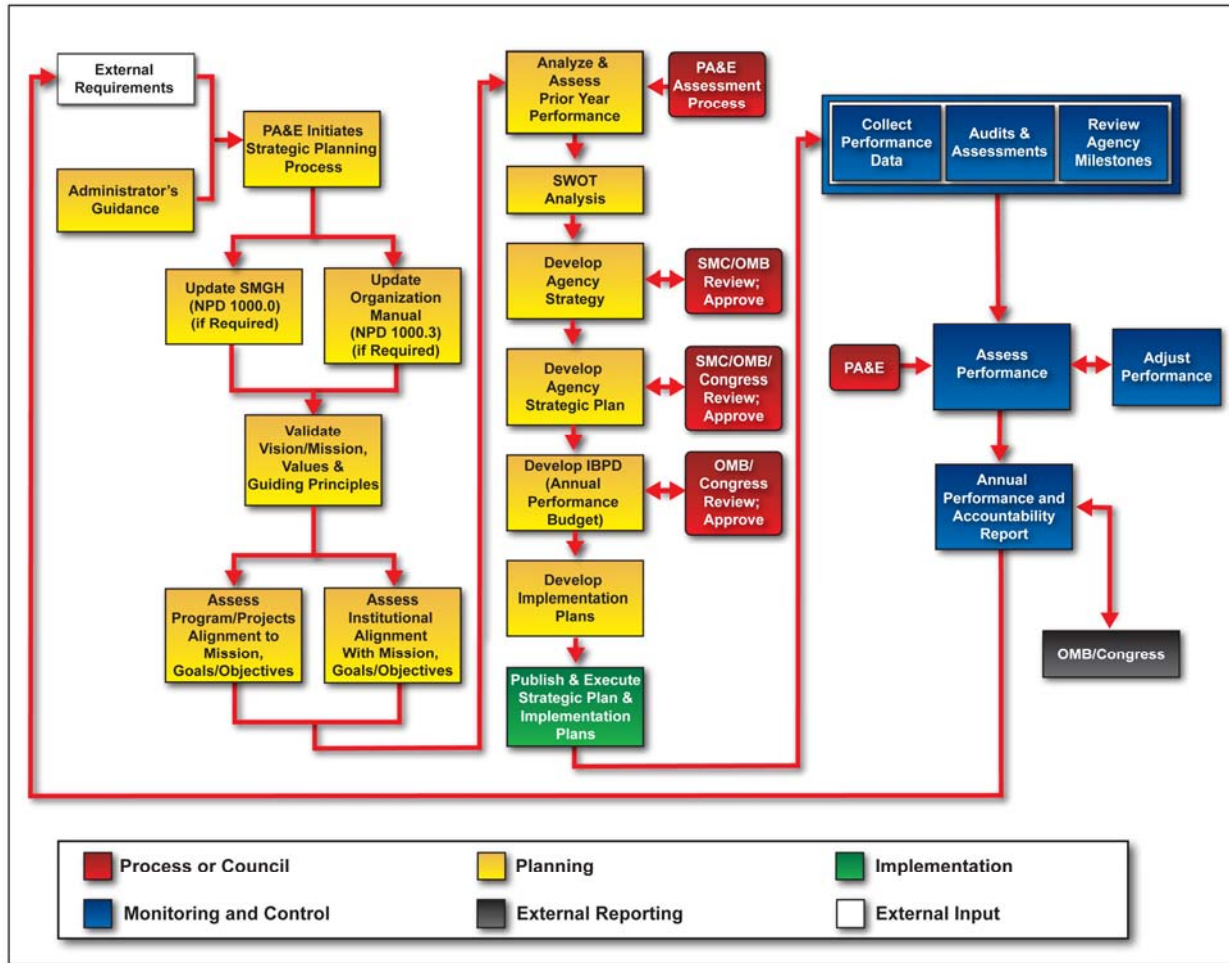 External
Requirements
Administrator's
Guidance
PA&E Initiates
Strategic Planning
Process
Update SMGH
(NPD 1000.0)
(if Required)
Update
Organization
Manual
(NPD 1000.3)
(if Required)
Validate
Vision/Mission,
Values &
Guiding Principles
Assess
Program/Projects
Alignment to
Mission,
Goals/Objectives
Assess
Institutional
Alignment
With Mission,
Goals/Objectives
Analyze &
Assess
Prior Year
Performance
PA&E
Assessment
Process
SWOT
Analysis
Develop
Agency
Strategy
SMC/OMB
Review;
Approve
Develop
Agency
Strategic Plan
SMC/OMB/
Congress
Review;
Approve
Develop IBPD
(Annual
Performance
Budget)
OMB/
Congress
Review;
Approve
Develop
Implementation
Plans
Publish & Execute
Strategic Plan &
Implementation
Plans
Collect
Performance
Data
Audits &
Assessments
Review
Agency
Milestones
PA&E
Assess
Performance
Adjust
Performance
Annual
Performance and
Accountability
Report
OMB/Congress
Process or Council
Planning
Implementation
Monitoring and Control
External Reporting
External Input